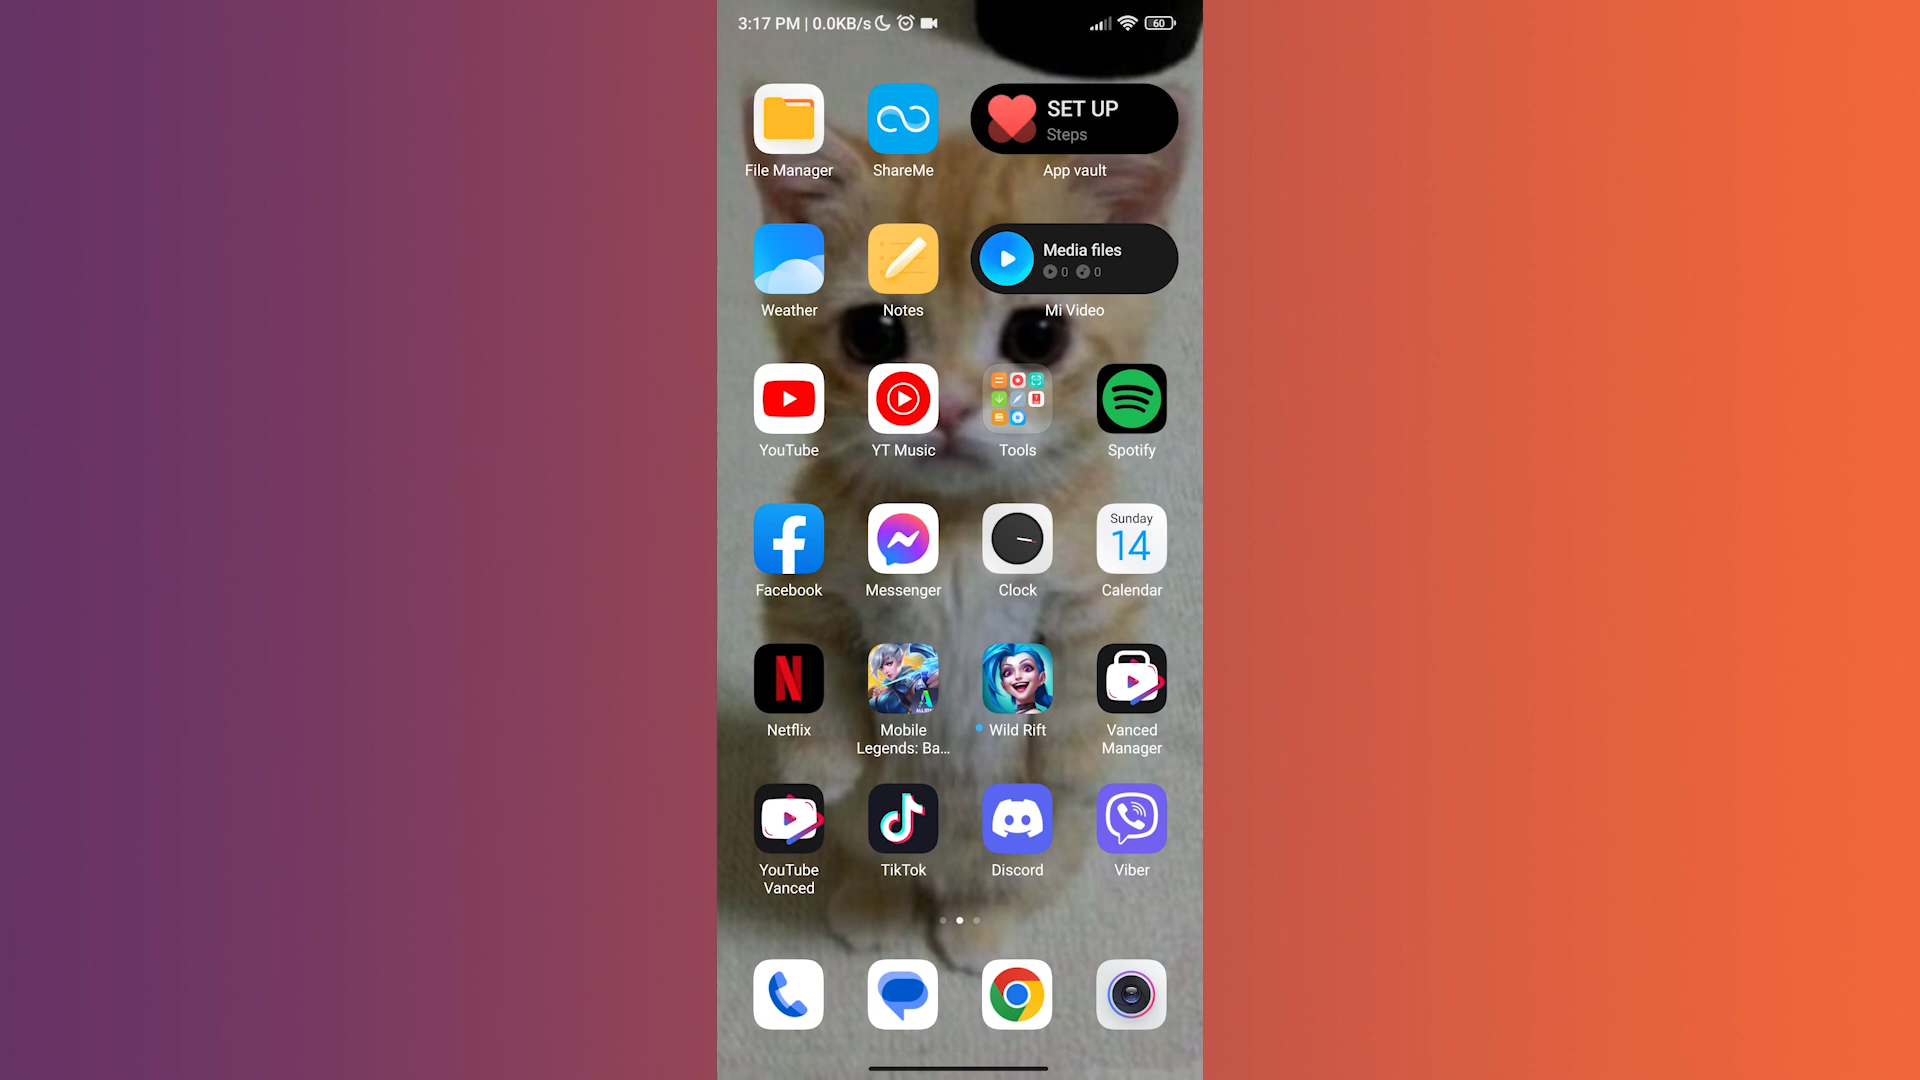 3:17 PM | 0.0KB/s
60
SET UP
Steps
File Manager
ShareMe
App vault
Media files
0 0
Weather
Notes
Mi Video
YouTube
YT Music
Tools
Spotify
Sunday
14
Facebook
Messenger
Clock
Calendar
N
Netflix
Mobile
Legends: Ba...
Wild Rift
Vanced
Manager
YouTube
Vanced
TikTok
Discord
Viber